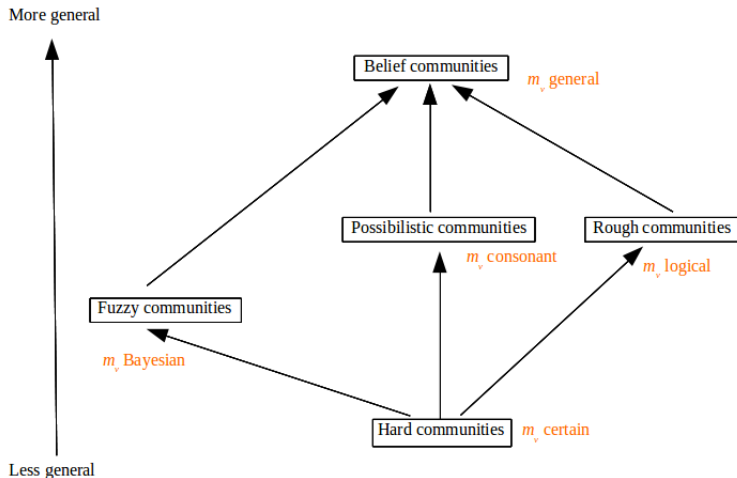 More general
Belief communities
m_v general
Possibilistic communities
Rough communities
m_v consonant
m_v logical
Fuzzy communities
m_v Bayesian
Hard communities
m_v certain
Less general